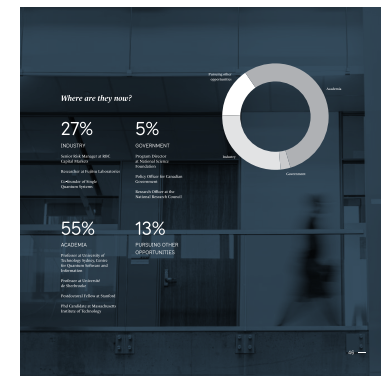 Where are they now?
27%
INDUSTRY
Senior Risk Manager at RBC
Capital Markets
Researcher at Fujitsu Laboratories
Co-founder of Single
Quantum Systems
5%
GOVERNMENT
Program Director
at National Science
Foundation
Policy Officer for Canadian
Government
Research Officer at the
National Research Council
55%
ACADEMIA
Professor at University of
Technology Sydney, Centre
for Quantum Software and
Information
Professor at Université
de Sherbrooke
Postdoctoral Fellow at Stanford
Phd Candidate at Massachusetts
Institute of Technology
13%
PURSUING OTHER
OPPORTUNITIES
Pursuing other
opportunities
Academia
Industry
Government